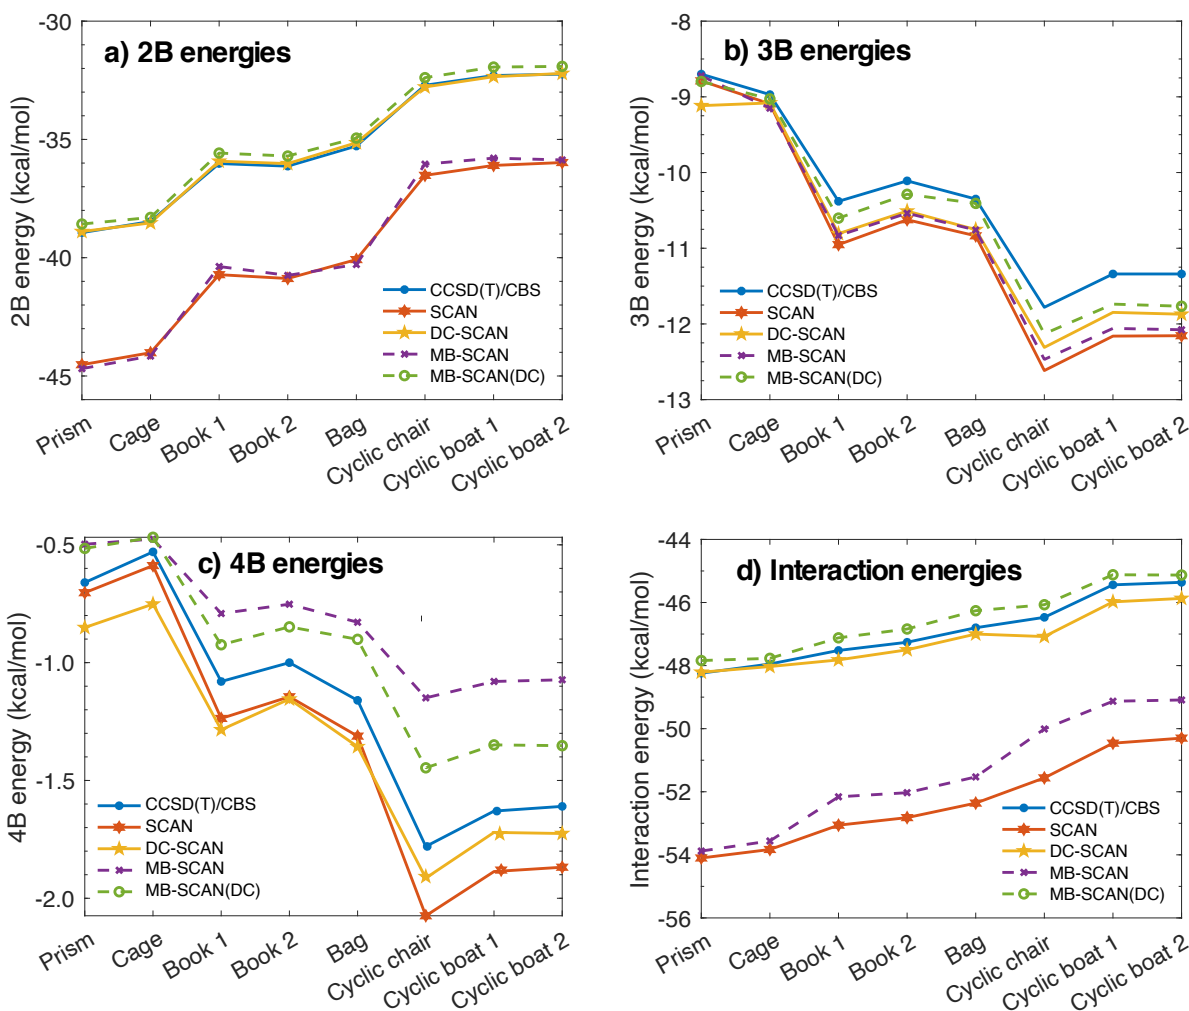 a) 2B energies
2B energy (kcal/mol)
-30
-35
-40
-45
CCSD(T)/CBS
SCAN
DC-SCAN
MB-SCAN
MB-SCAN(DC)
Prism
Cage
Book 1
Book 2
Bag
Cyclic chair
Cyclic boat 1
Cyclic boat 2
b) 3B energies
3B energy (kcal/mol)
-8
-9
-10
-11
-12
-13
CCSD(T)/CBS
SCAN
DC-SCAN
MB-SCAN
MB-SCAN(DC)
Prism
Cage
Book 1
Book 2
Bag
Cyclic chair
Cyclic boat 1
Cyclic boat 2
c) 4B energies
4B energy (kcal/mol)
-0.5
-1.0
-1.5
-2.0
CCSD(T)/CBS
SCAN
DC-SCAN
MB-SCAN
MB-SCAN(DC)
Prism
Cage
Book 1
Book 2
Bag
Cyclic chair
Cyclic boat 1
Cyclic boat 2
d) Interaction energies
Interaction energy (kcal/mol)
-44
-46
-48
-50
-52
-54
-56
CCSD(T)/CBS
SCAN
DC-SCAN
MB-SCAN
MB-SCAN(DC)
Prism
Cage
Book 1
Book 2
Bag
Cyclic chair
Cyclic boat 1
Cyclic boat 2